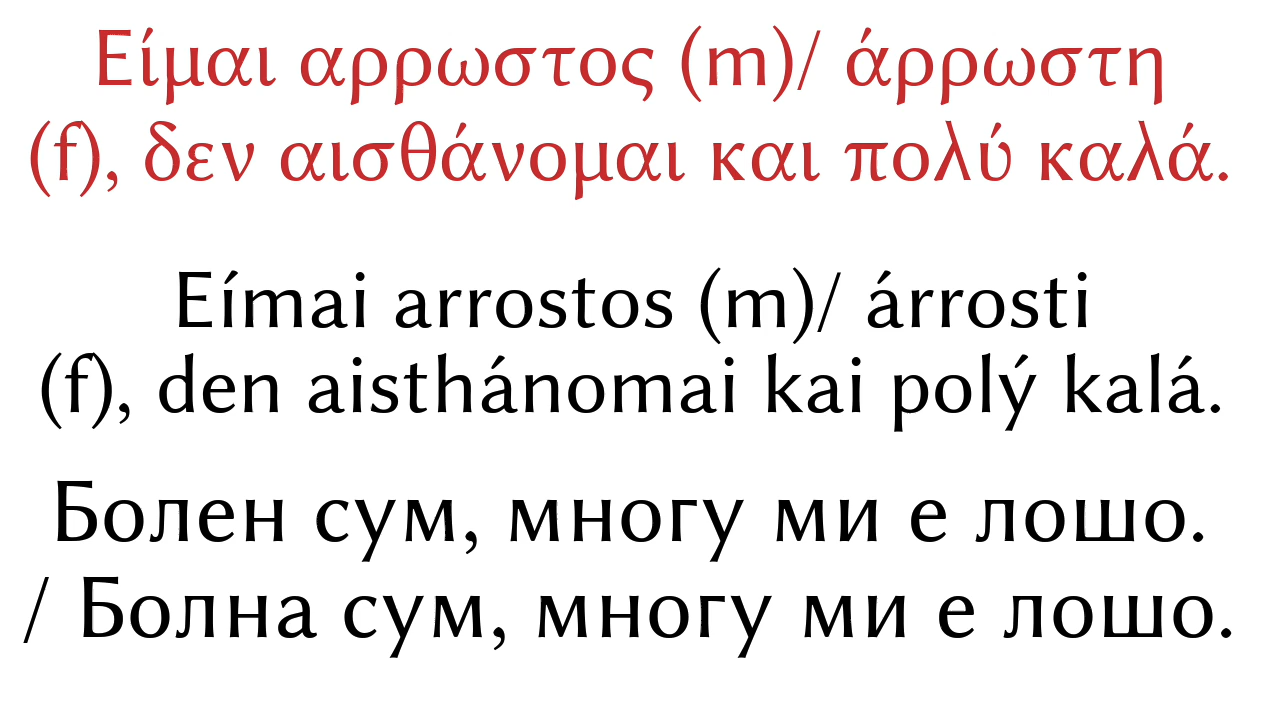 Είμαι αρρωστος (m)/ άρρωστη
(f), δεν αισθάνομαι και πολύ καλά.
Eímai arrostos (m)/ árrosti
(f), den aisthánomai kai polý kalá.
Болен сум, многу ми е лошо.
/ Болна сум, многу ми е лошо.